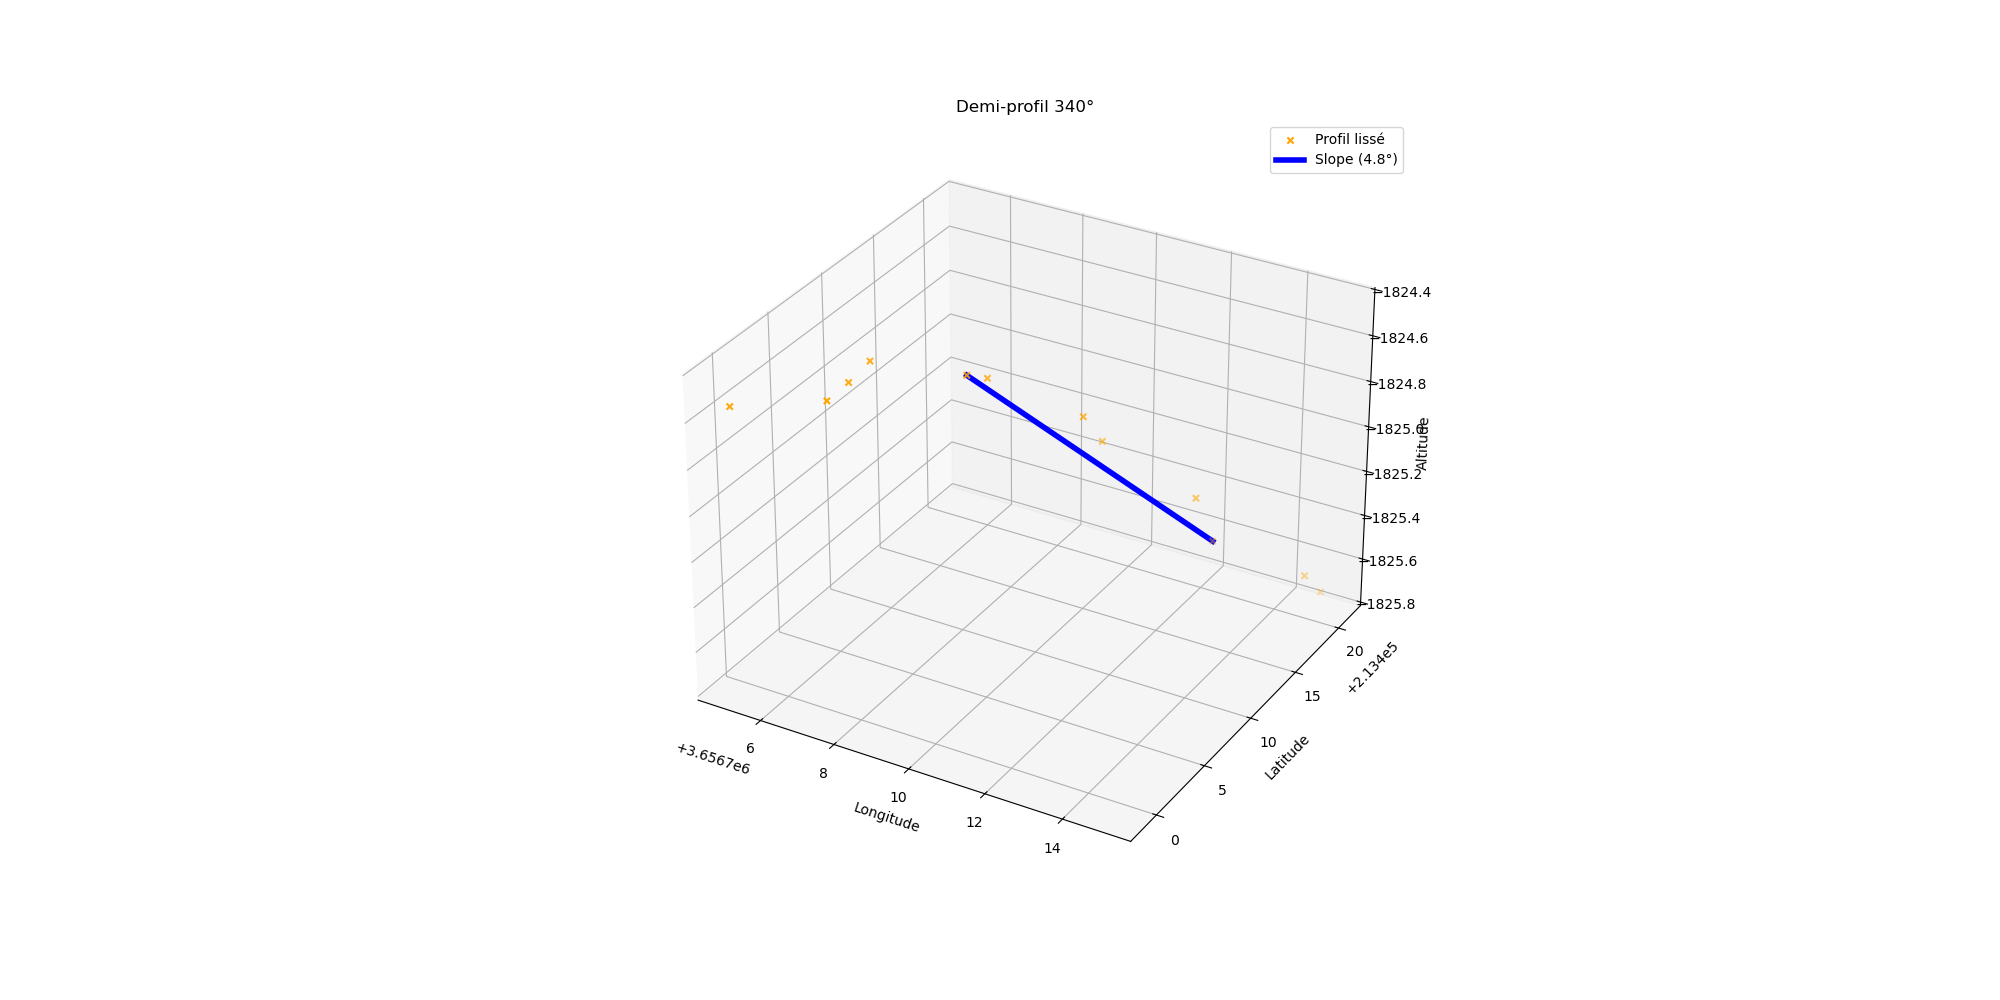 Demi-profil 340°
Profil lissé
Slope (4.8°)
−1824.4
−1824.6
−1824.8
−1825.0
−1825.2
−1825.4
−1825.6
−1825.8
Altitude
20
15
10
5
0
+2.134e5
Latitude
6
8
10
12
14
+3.6567e6
Longitude